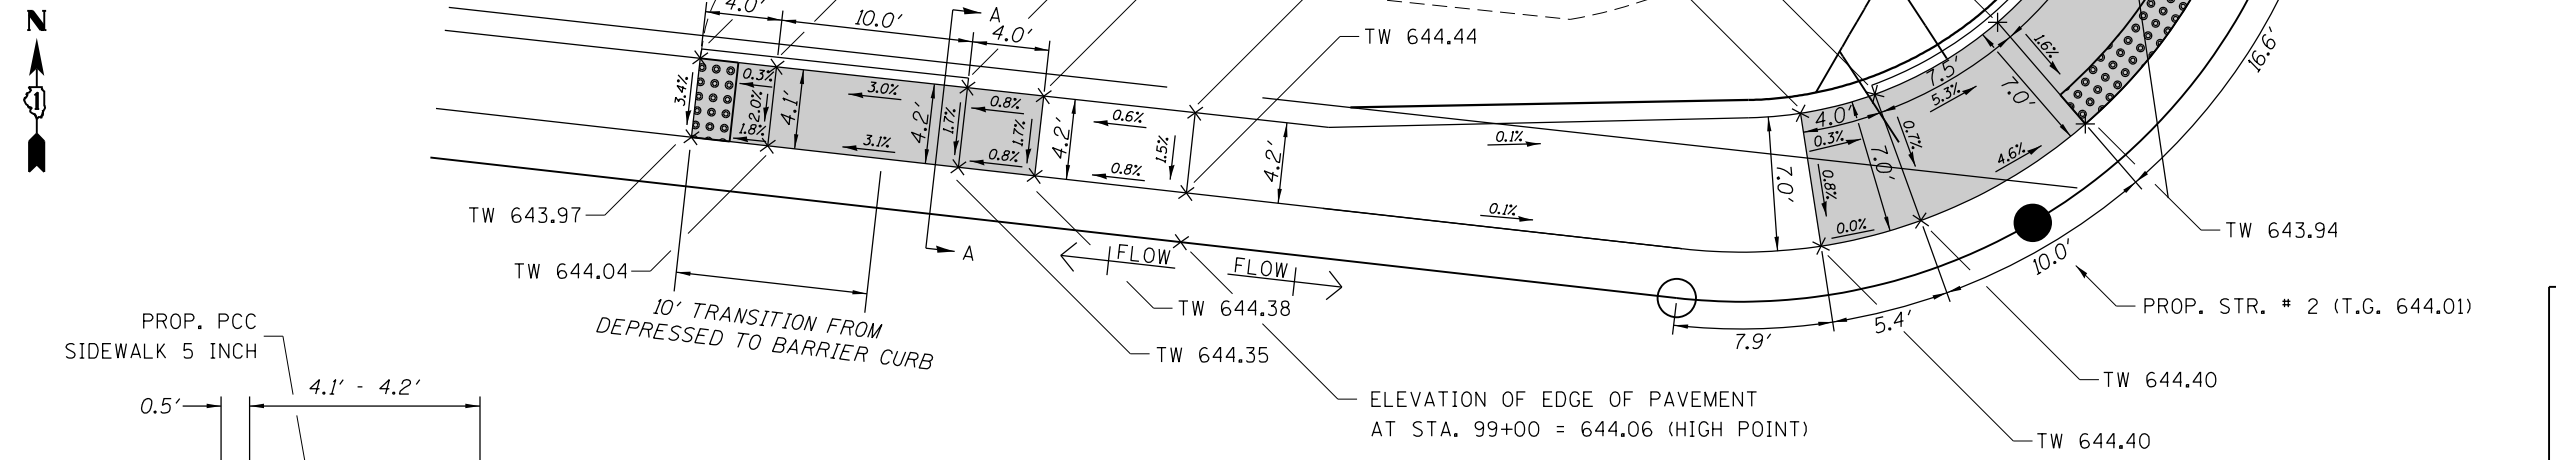 N
1
4.0'
10.0'
A
4.0'
TW 644.44
3.4%
0.3%
2.0%
1.8%
4.1'
3.0%
3.1%
4.2'
1.7%
0.8%
0.8%
1.7%
4.2'
0.6%
0.8%
1.5%
4.2'
0.1%
0.1%
7.0'
4.0'
0.3%
0.8%
0.0%
7.0'
0.7%
7.5'
5.3%
4.6%
7.0'
1.6%
16.6'
TW 643.97
TW 644.04
A
FLOW
FLOW
TW 643.94
10.0'
10' TRANSITION FROM
DEPRESSED TO BARRIER CURB
TW 644.38
TW 644.35
7.9'
5.4'
PROP. STR. # 2 (T.G. 644.01)
PROP. PCC
SIDEWALK 5 INCH
4.1' - 4.2'
0.5'
ELEVATION OF EDGE OF PAVEMENT
AT STA. 99+00 = 644.06 (HIGH POINT)
TW 644.40
TW 644.40